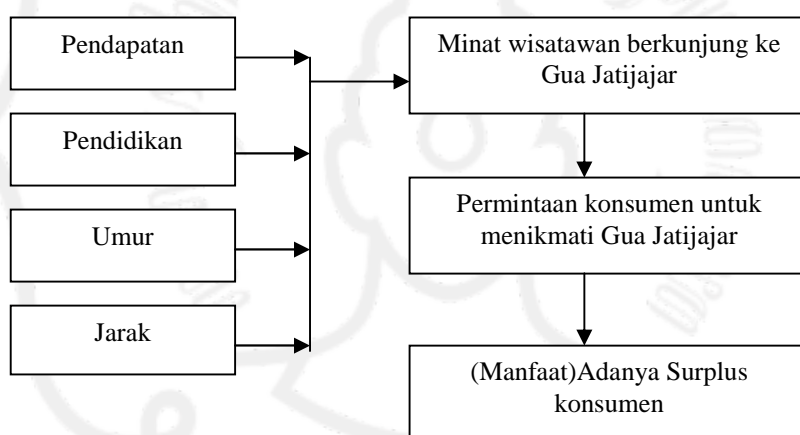 Pendapatan
Pendidikan
Umur
Jarak
Minat wisatawan berkunjung ke
Gua Jatijajar
Permintaan konsumen untuk
menikmati Gua Jatijajar
(Manfaat)Adanya Surplus
konsumen